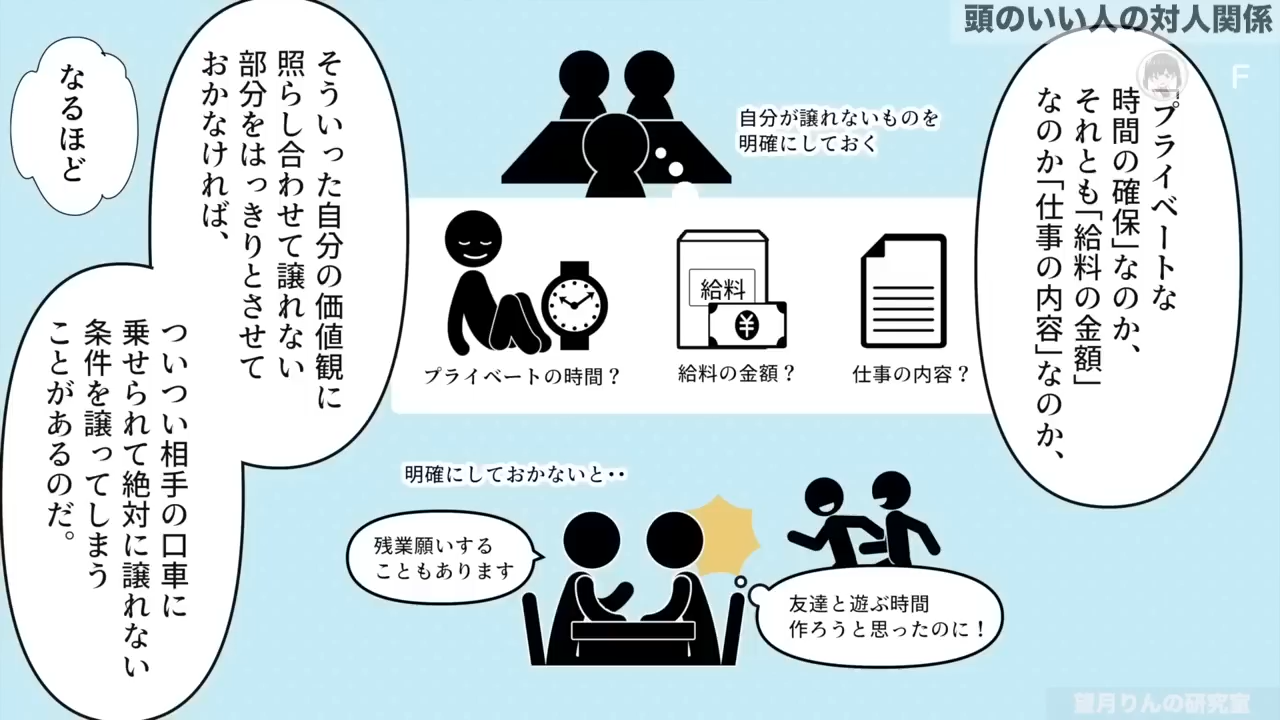 頭のいい人の対人関係
F
「プライベートな
時間の確保」なのか、
それとも「給料の金額」
なのか「仕事の内容」なのか、
自分が譲れないものを
明確にしておく
給料
プライベートの時間？
給料の金額？
仕事の内容？
そういった自分の価値観に
照らし合わせて譲れない
部分をはっきりとさせて
おかなければ、
なるほど
ついつい相手の口車に
乗せられて絶対に譲れない
条件を譲ってしまう
ことがあるのだ。
明確にしておかないと‥
残業願いする
こともあります
友達と遊ぶ時間
作ろうと思ったのに！
望月りんの研究室